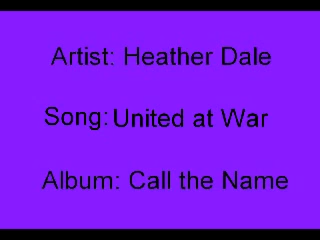 Artist: Heather Dale
Song: United at War
Album: Call the Name